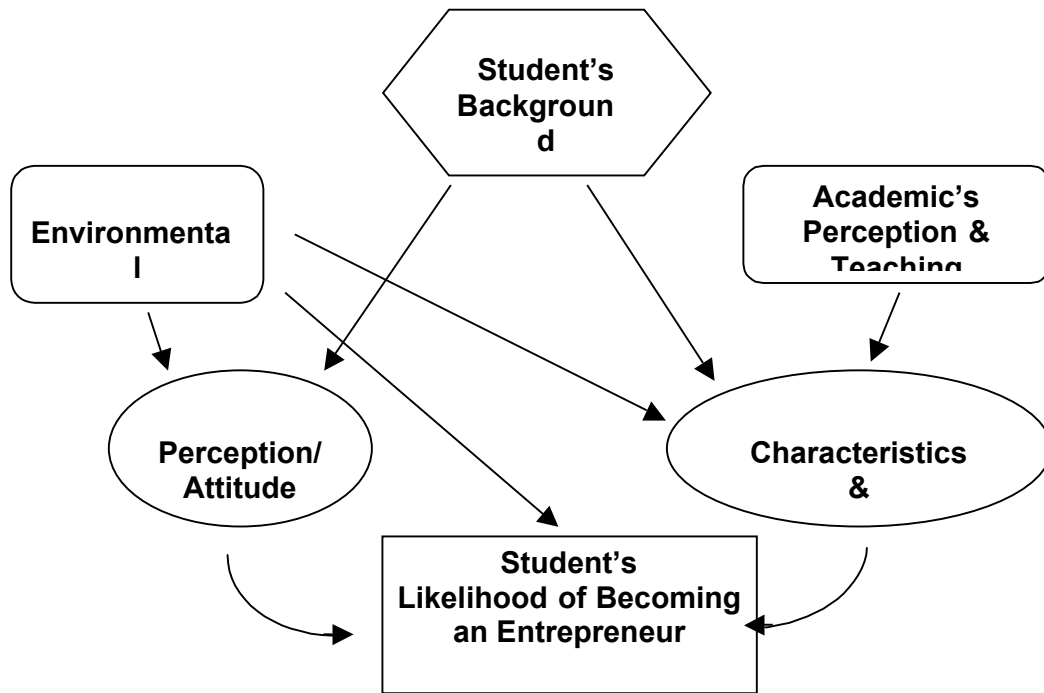 Student’s
Backgroun
d
Environmenta
l
Academic’s
Perception &
Teaching
Perception/
Attitude
Characteristics
&
Student’s
Likelihood of Becoming
an Entrepreneur